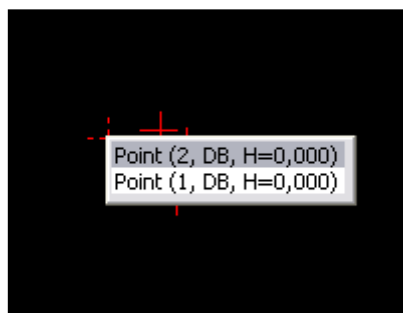 Point (2, DB, H=0,000)
Point (1, DB, H=0,000)